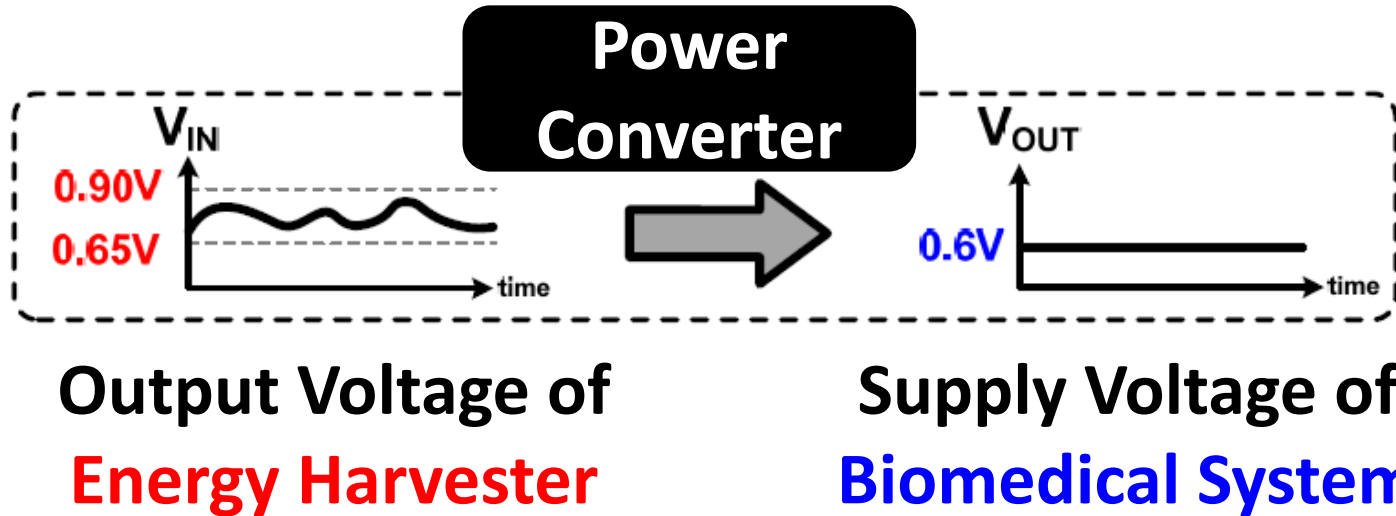 Power
Converter
VIN
0.90V
0.65V
time
VOUT
0.6V
time
Output Voltage of
Energy Harvester
Supply Voltage of
Biomedical System